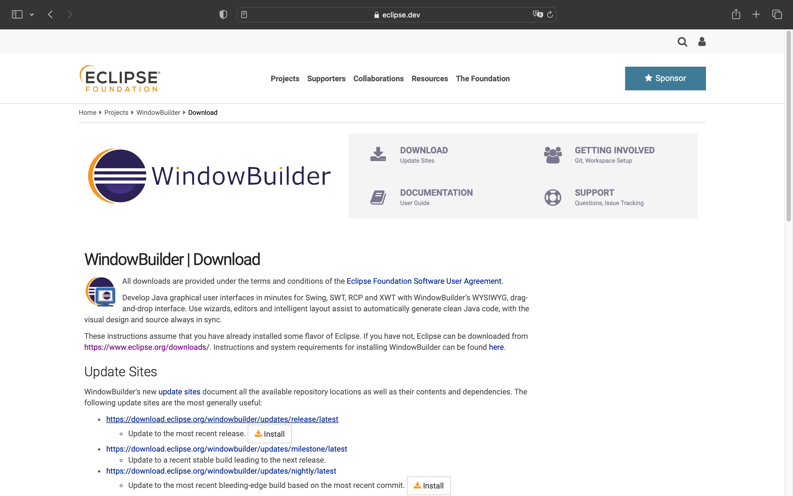 eclipse.dev
ECLIPSE
FOUNDATION
Projects Supporters Collaborations Resources The Foundation
Sponsor
Home Projects WindowBuilder Download
WindowBuilder
DOWNLOAD
Update Sites
GETTING INVOLVED
Git, Workspace Setup
DOCUMENTATION
User Guide
SUPPORT
Questions, Issue Tracking
WindowBuilder | Download
All downloads are provided under the terms and conditions of the Eclipse Foundation Software User Agreement.
Develop Java graphical user interfaces in minutes for Swing, SWT, RCP and XWT with WindowBuilder's WYSIWYG, drag-
and-drop interface. Use wizards, editors and intelligent layout assist to automatically generate clean Java code, with the
visual design and source always in sync.
These instructions assume that you have already installed some flavor of Eclipse. If you have not, Eclipse can be downloaded from
https://www.eclipse.org/downloads/. Instructions and system requirements for installing WindowBuilder can be found here.
Update Sites
WindowBuilder's new update sites document all the available repository locations as well as their contents and dependencies. The
following update sites are the most generally useful:
https://download.eclipse.org/windowbuilder/updates/release/latest
Update to the most recent release. Install
https://download.eclipse.org/windowbuilder/updates/milestone/latest
Update to a recent stable build leading to the next release.
https://download.eclipse.org/windowbuilder/updates/nightly/latest
Update to the most recent bleeding-edge build based on the most recent commit. Install